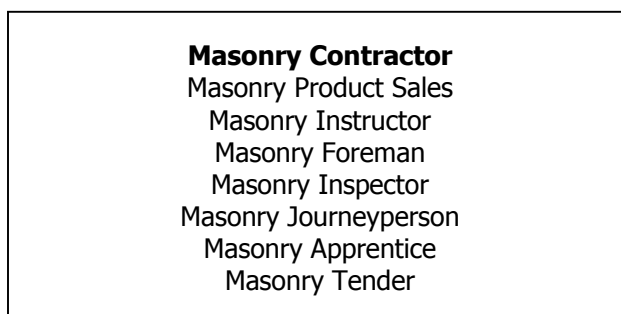 Masonry Contractor
Masonry Product Sales
Masonry Instructor
Masonry Foreman
Masonry Inspector
Masonry Journeyperson
Masonry Apprentice
Masonry Tender